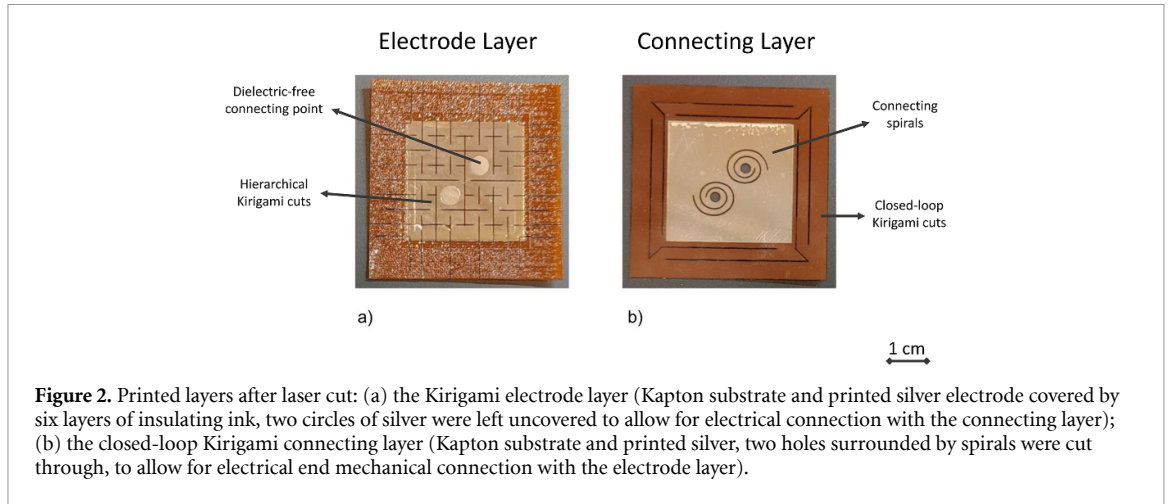 Electrode Layer
Connecting Layer
Dielectric-free
connecting point
Hierarchical
Kirigami cuts
Connecting
spirals
Closed-loop
Kirigami cuts
a)
b)
1 cm
Figure 2. Printed layers after laser cut: (a) the Kirigami electrode layer (Kapton substrate and printed silver electrode covered by
six layers of insulating ink, two circles of silver were left uncovered to allow for electrical connection with the connecting layer);
(b) the closed-loop Kirigami connecting layer (Kapton substrate and printed silver, two holes surrounded by spirals were cut
through, to allow for electrical end mechanical connection with the electrode layer).